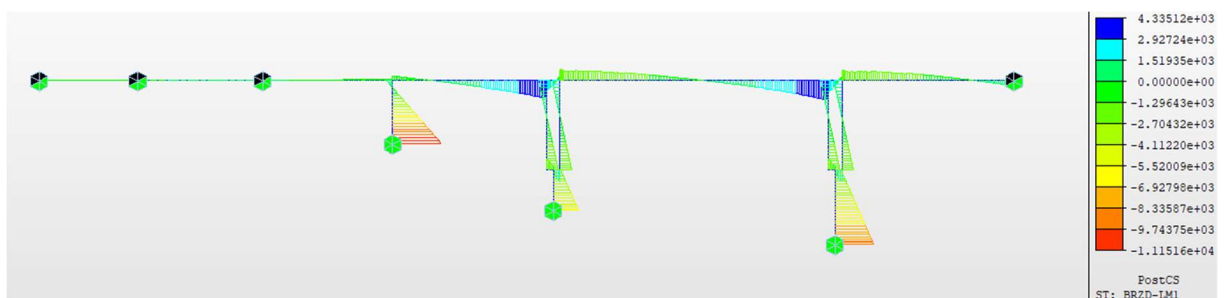 4.33512e+03
2.92724e+03
1.51935e+03
0.00000e+00
-1.29643e+03
-2.70432e+03
-4.11220e+03
-5.52009e+03
-6.92798e+03
-8.33587e+03
-9.74375e+03
-1.11516e+04
PostCS
ST: BRZD-LM1